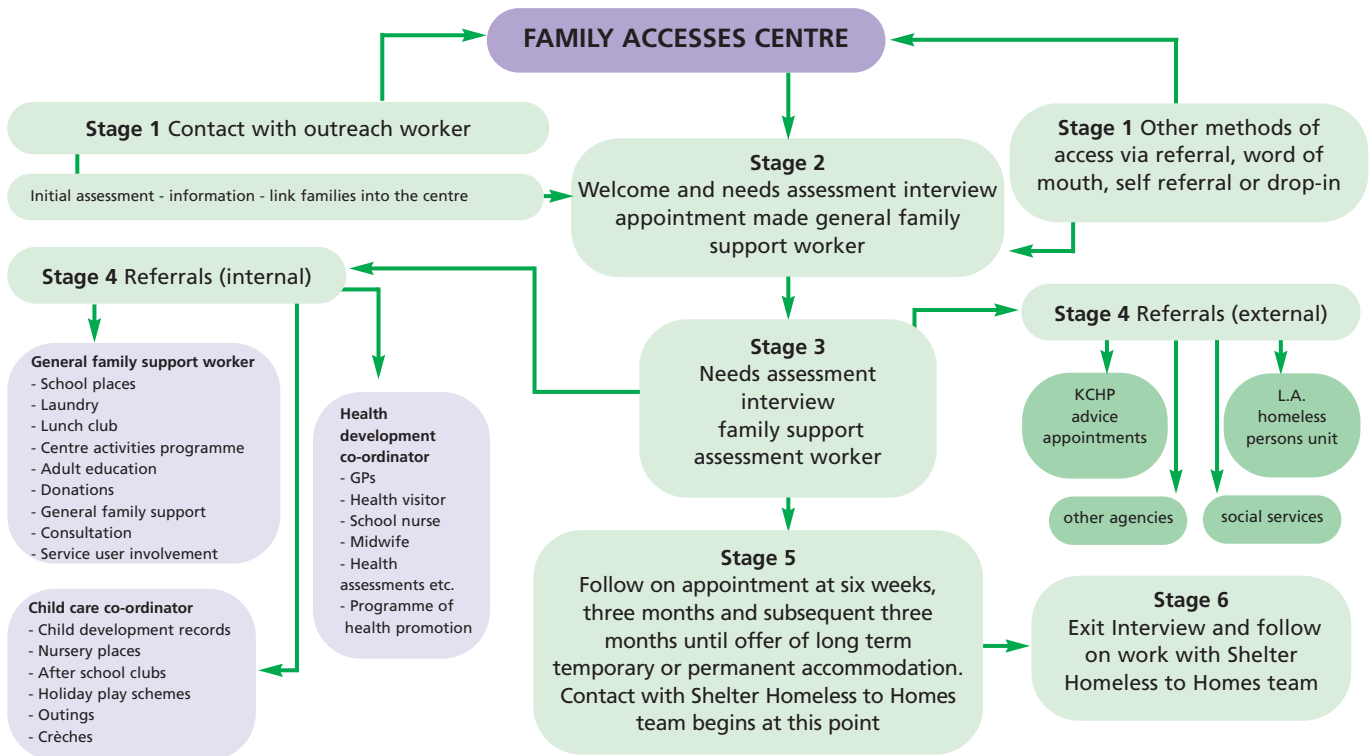 FAMILY ACCESSES CENTRE
Stage 1 Contact with outreach worker
Initial assessment - information - link families into the centre
Stage 1 Other methods of
access via referral, word of
mouth, self referral or drop-in
Stage 2
Welcome and needs assessment interview
appointment made general family
support worker
Stage 3
Needs assessment
interview
family support
assessment worker
Stage 4 Referrals (internal)
General family support worker
- School places
- Laundry
- Lunch club
- Centre activities programme
- Adult education
- Donations
- General family support
- Consultation
- Service user involvement
Child care co-ordinator
- Child development records
- Nursery places
- After school clubs
- Holiday play schemes
- Outings
- Crèches
Health
development
co-ordinator
- GPs
- Health visitor
- School nurse
- Midwife
- Health
assessments etc.
- Programme of
health promotion
Stage 4 Referrals (external)
KCHP
advice
appointments
L.A.
homeless
persons unit
other agencies
social services
Stage 5
Follow on appointment at six weeks,
three months and subsequent three
months until offer of long term
temporary or permanent accommodation.
Contact with Shelter Homeless to Homes
team begins at this point
Stage 6
Exit Interview and follow
on work with Shelter
Homeless to Homes team